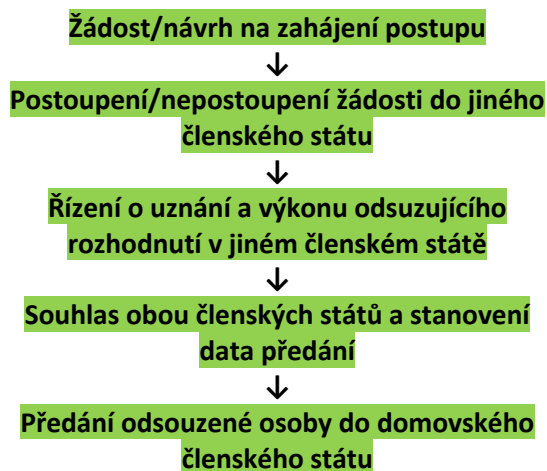 Žádost/návrh na zahájení postupu
↓
Postoupení/nepostoupení žádosti do jiného
členského státu
↓
Řízení o uznání a výkonu odsuzujícího
rozhodnutí v jiném členském státě
↓
Souhlas obou členských států a stanovení
data předání
↓
Předání odsouzené osoby do domovského
členského státu